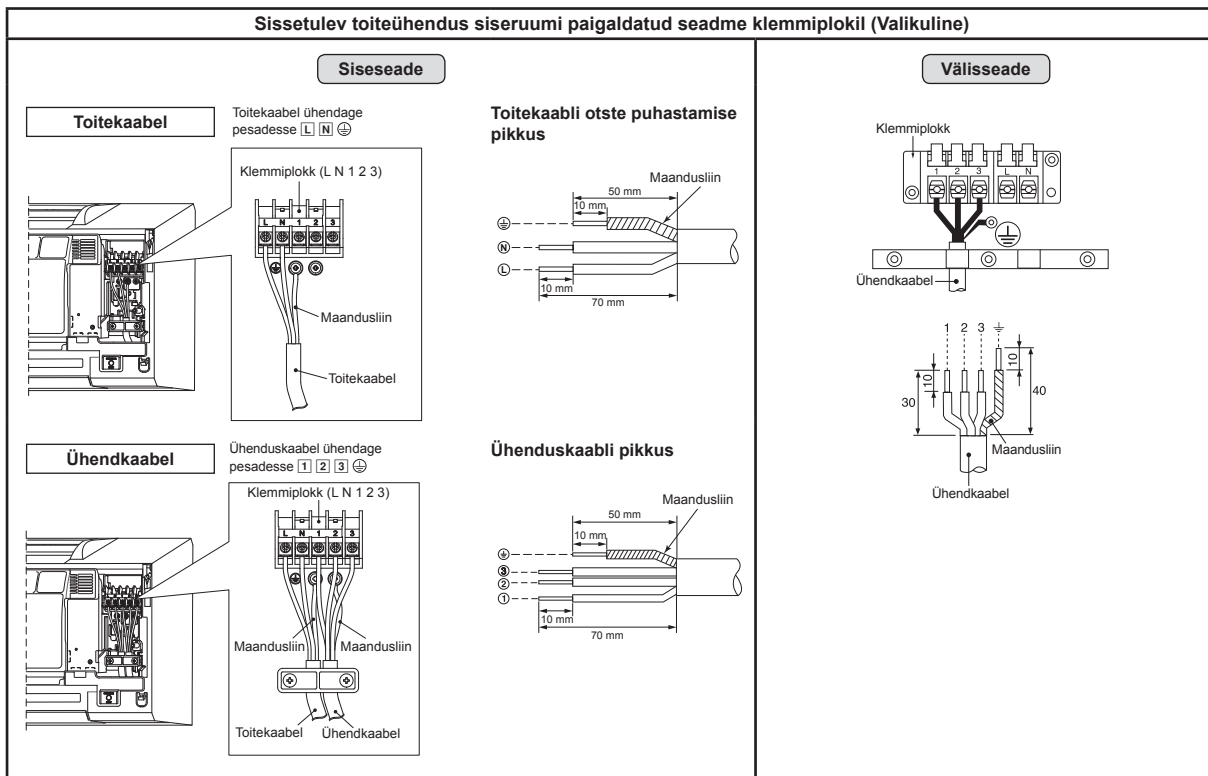 Sissetulev toiteühendus siseruumi paigaldatud seadme klemmiplokil (Valikuline)
Siseseade
Toitekaabel
Toitekaabel ühendage
pesadesse L N ⏚
Klemmiplokk (L N 1 2 3)
L N 1 2 3
Maandusliin
Toitekaabel
Toitekaabli otste puhastamise
pikkus
Maandusliin
50 mm
10 mm
⏚
N
L
10 mm
70 mm
Ühendkaabel
Ühenduskaabel ühendage
pesadesse 1 2 3 ⏚
Klemmiplokk (L N 1 2 3)
L N 1 2 3
Maandusliin Maandusliin
Toitekaabel Ühendkaabel
Ühenduskaabli pikkus
Maandusliin
50 mm
10 mm
⏚
3
2
1
10 mm
70 mm
Välisseade
Klemmiplokk
1 2 3 L N
Ühendkaabel
1 2 3 ⏚
10
10
30
40
Maandusliin
Ühendkaabel